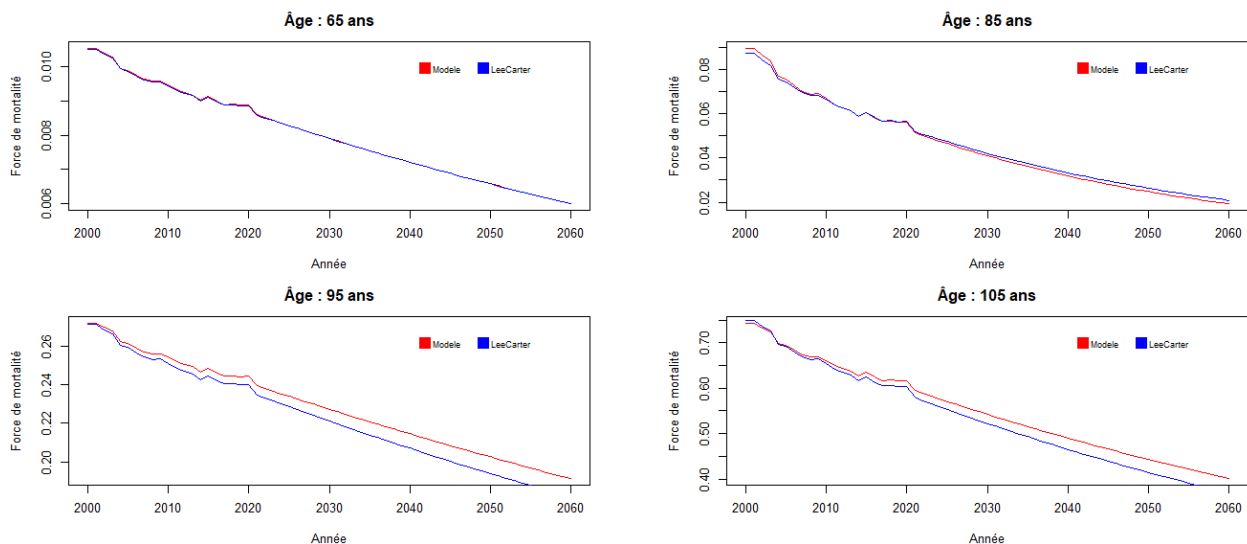 Âge : 65 ans
Force de mortalité
0.010
0.008
0.006
Modele LeeCarter
2000 2010 2020 2030 2040 2050 2060
Année
Âge : 85 ans
Force de mortalité
0.08
0.06
0.04
0.02
Modele LeeCarter
2000 2010 2020 2030 2040 2050 2060
Année
Âge : 95 ans
Force de mortalité
0.26
0.24
0.22
0.20
Modele LeeCarter
2000 2010 2020 2030 2040 2050 2060
Année
Âge : 105 ans
Force de mortalité
0.70
0.60
0.50
0.40
Modele LeeCarter
2000 2010 2020 2030 2040 2050 2060
Année